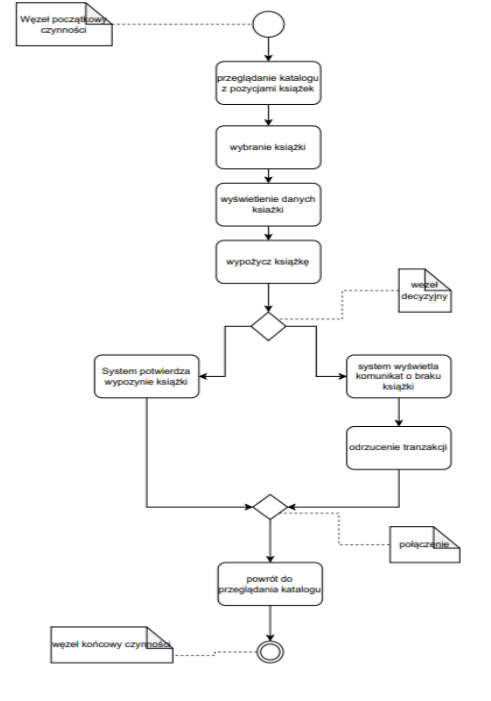 Węzeł początkowy
czynności
przeglądanie katalogu
z pozycjami książek
wybranie książki
wyświetlenie danych
ksiażki
wypożycz książkę
węzeł
decyzyjny
System potwierdza
wypozynie książki
system wyświetla
komunikat o braku
książki
odrzucenie tranzakcji
połączenie
powrót do
przeglądania katalogu
węzeł końcowy czynności